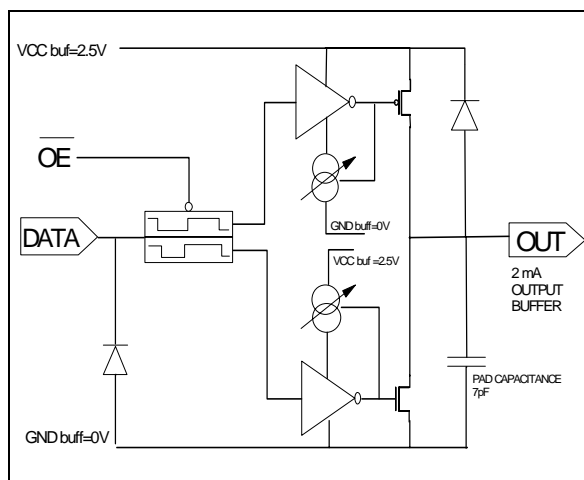 VCC buf=2.5V
OE
DATA
GND buff=0V
VCC buf=2.5V
OUT
2 mA
OUTPUT
BUFFER
PAD CAPACITANCE
7pF
GND buff=0V